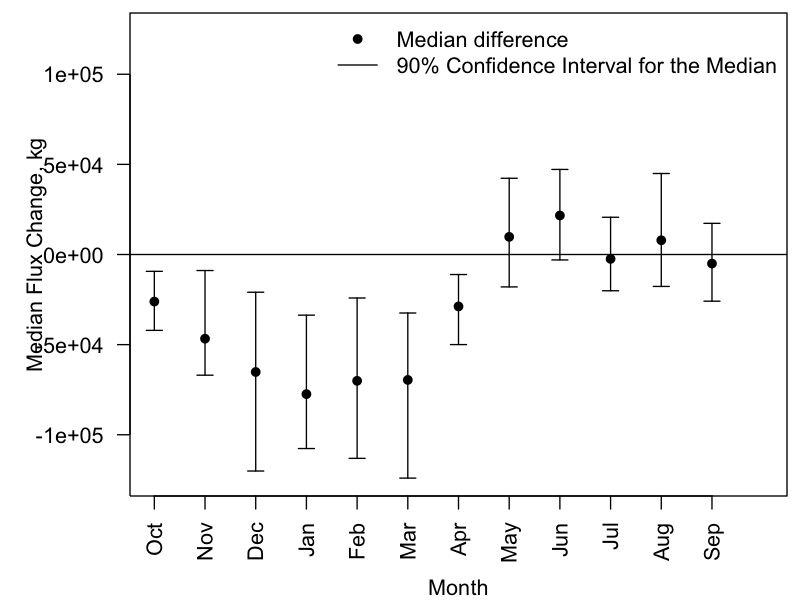 Median difference
90% Confidence Interval for the Median
Median Flux Change, kg
1e+05
5e+04
0e+00
-5e+04
-1e+05
Oct
Nov
Dec
Jan
Feb
Mar
Apr
May
Jun
Jul
Aug
Sep
Month